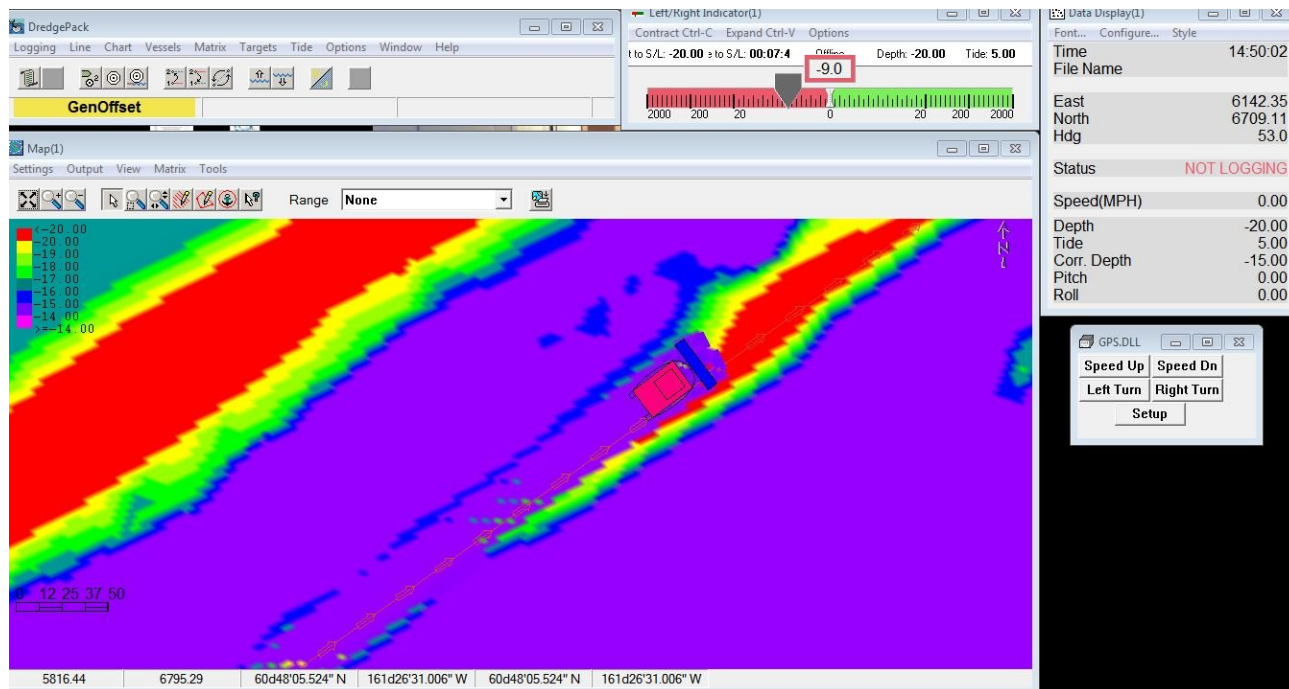 DredgePack
Logging Line Chart Vessels Matrix Targets Tide Options Window Help
GenOffset
Left/Right Indicator(1)
Contract Ctrl-C Expand Ctrl-V Options
t to S/L: -20.00 to S/L: 00:07:4 Offline Depth: -20.00 Tide: 5.00
-9.0
2000 200 20 0 20 200 2000
Data Display(1)
Font... Configure... Style
Time 14:50:02
File Name
East 6142.35
North 6709.11
Hdg 53.0
Status NOT LOGGING
Speed(MPH) 0.00
Depth -20.00
Tide 5.00
Corr. Depth -15.00
Pitch 0.00
Roll 0.00
Map(1)
Settings Output View Matrix Tools
Range None
<-20.00
-20.00
-19.00
-18.00
-17.00
-16.00
-15.00
-14.00
>=-14.00
N
0 12 25 37 50
GPS.DLL
Speed Up Speed Dn
Left Turn Right Turn
Setup
5816.44 6795.29 60d48'05.524" N 161d26'31.006" W 60d48'05.524" N 161d26'31.006" W